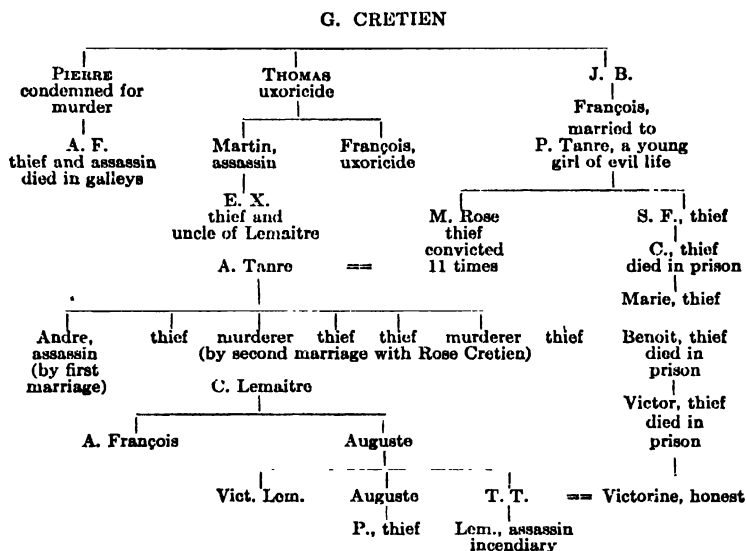 G. CRETIEN
PIERRE
condemned for
murder
THOMAS
uxoricide
J. B.
François,
married to
P. Tanre, a young
girl of evil life
A. F.
thief and assassin
died in galleys
Martin,
assassin
François,
uxoricide
E. X.
thief and
uncle of Lemaitre
M. Rose
thief
convicted
11 times
S. F., thief
C., thief
died in prison
Marie, thief
A. Tanre ==
Andre,
assassin
(by first
marriage)
thief murderer thief thief murderer thief
(by second marriage with Rose Cretien)
Benoit, thief
died in
prison
Victor, thief
died in
prison
C. Lemaitre
A. François
Auguste
Vict. Lem.
Auguste
T. T. == Victorine, honest
P., thief
Lem., assassin
incendiary